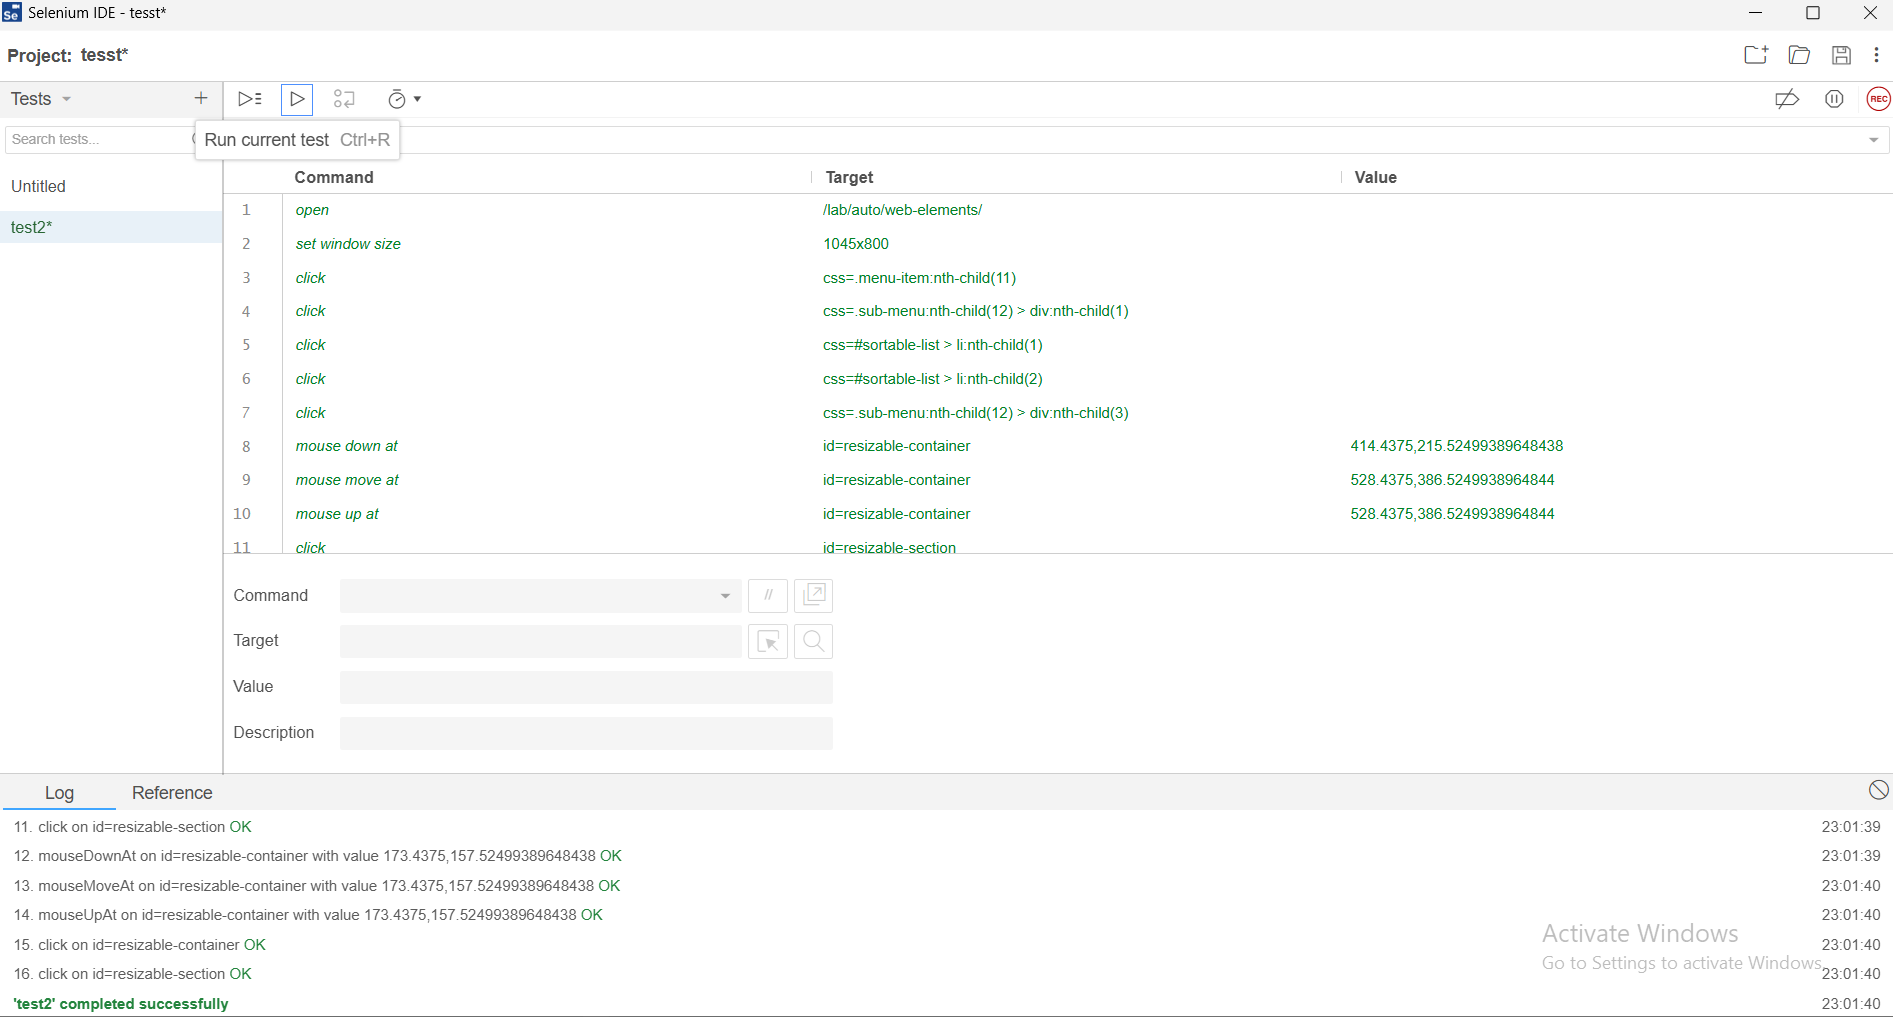 Selenium IDE - tesst*
Project: tesst*
Tests
Run current test Ctrl+R
Search tests...
Untitled
test2*
REC
Command Target Value
1 open /lab/auto/web-elements/
2 set window size 1045x800
3 click css=.menu-item:nth-child(11)
4 click css=.sub-menu:nth-child(12) > div:nth-child(1)
5 click css=#sortable-list > li:nth-child(1)
6 click css=#sortable-list > li:nth-child(2)
7 click css=.sub-menu:nth-child(12) > div:nth-child(3)
8 mouse down at id=resizable-container 414.4375,215.52499389648438
9 mouse move at id=resizable-container 528.4375,386.5249938964844
10 mouse up at id=resizable-container 528.4375,386.5249938964844
11 click id=resizable-section
Command //
Target
Value
Description
Log Reference
11. click on id=resizable-section OK 23:01:39
12. mouseDownAt on id=resizable-container with value 173.4375,157.52499389648438 OK 23:01:39
13. mouseMoveAt on id=resizable-container with value 173.4375,157.52499389648438 OK 23:01:40
14. mouseUpAt on id=resizable-container with value 173.4375,157.52499389648438 OK 23:01:40
15. click on id=resizable-container OK 23:01:40
16. click on id=resizable-section OK 23:01:40
'test2' completed successfully 23:01:40
Activate Windows
Go to Settings to activate Windows.